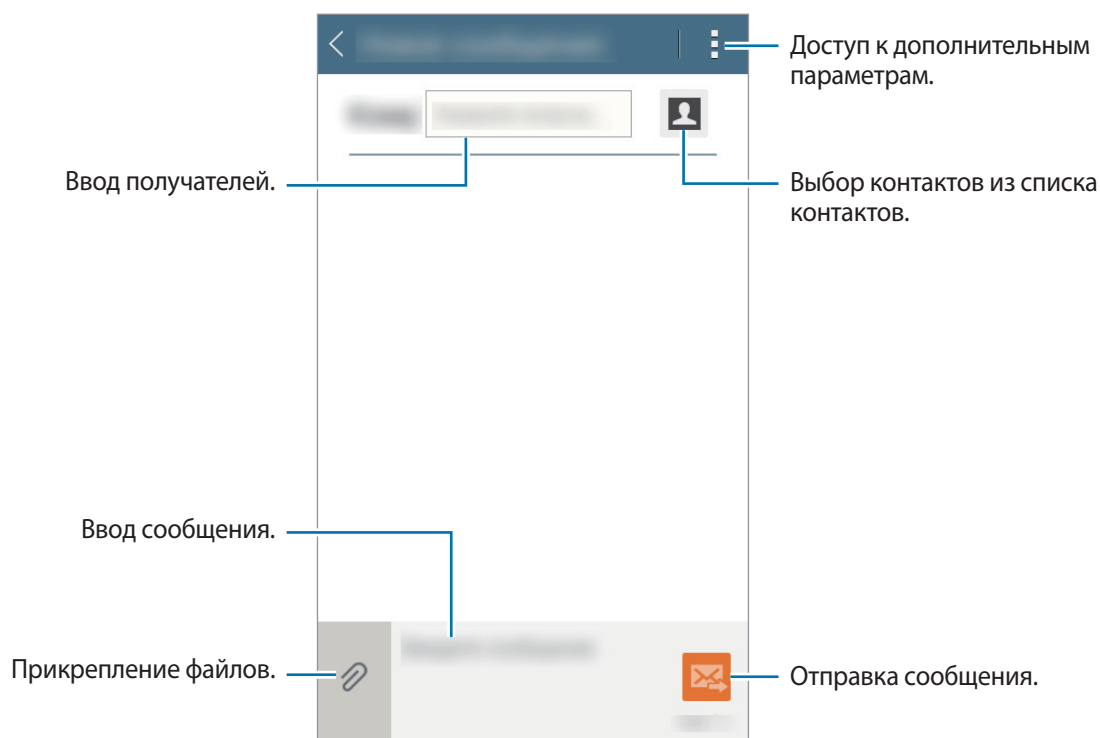 Доступ к дополнительным
параметрам.
Ввод получателей.
Выбор контактов из списка
контактов.
Ввод сообщения.
Прикрепление файлов.
Отправка сообщения.